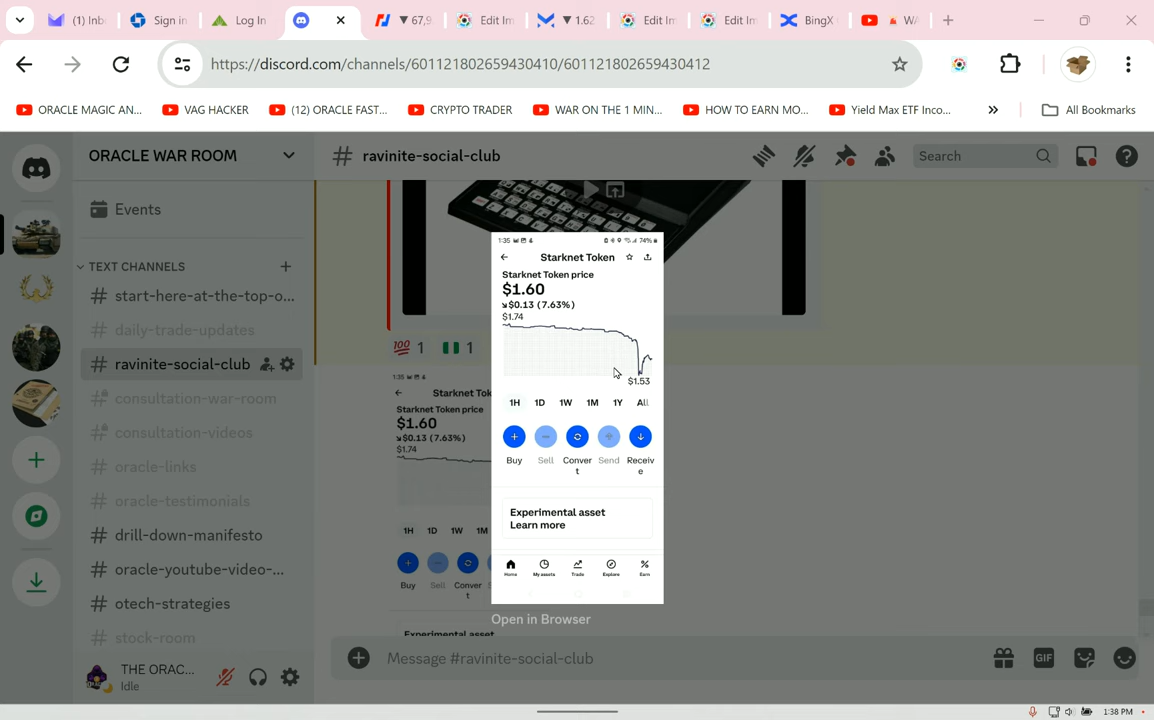 (1) Inb
Sign in
Log In
▼ 67,9
Edit Im
▼ 1.62
Edit Im
Edit Im
BingX
WA
https://discord.com/channels/601121802659430410/601121802659430412
ORACLE MAGIC AN...
VAG HACKER
(12) ORACLE FAST...
CRYPTO TRADER
WAR ON THE 1 MIN...
HOW TO EARN MO...
Yield Max ETF Inco...
»
All Bookmarks
ORACLE WAR ROOM
# ravinite-social-club
Search
Events
TEXT CHANNELS
# start-here-at-the-top-o...
# daily-trade-updates
# ravinite-social-club
# consultation-war-room
# consultation-videos
# oracle-links
# oracle-testimonials
# drill-down-manifesto
# oracle-youtube-video-...
# otech-strategies
# stock-room
THE ORAC...
Idle
100 1
1
1:35
Starknet Tok
Starknet Token price
$1.60
↘$0.13 (7.63%)
$1.74
1H 1D 1W 1M
Buy Sell Conver
t
Experimental asset
1:35 74%
Starknet Token
Starknet Token price
$1.60
↘$0.13 (7.63%)
$1.74
$1.53
1H 1D 1W 1M 1Y All
Buy Sell Conver Send Receiv
t e
Experimental asset
Learn more
Home My assets Trade Explore Earn
Open in Browser
Message #ravinite-social-club
GIF
1:38 PM